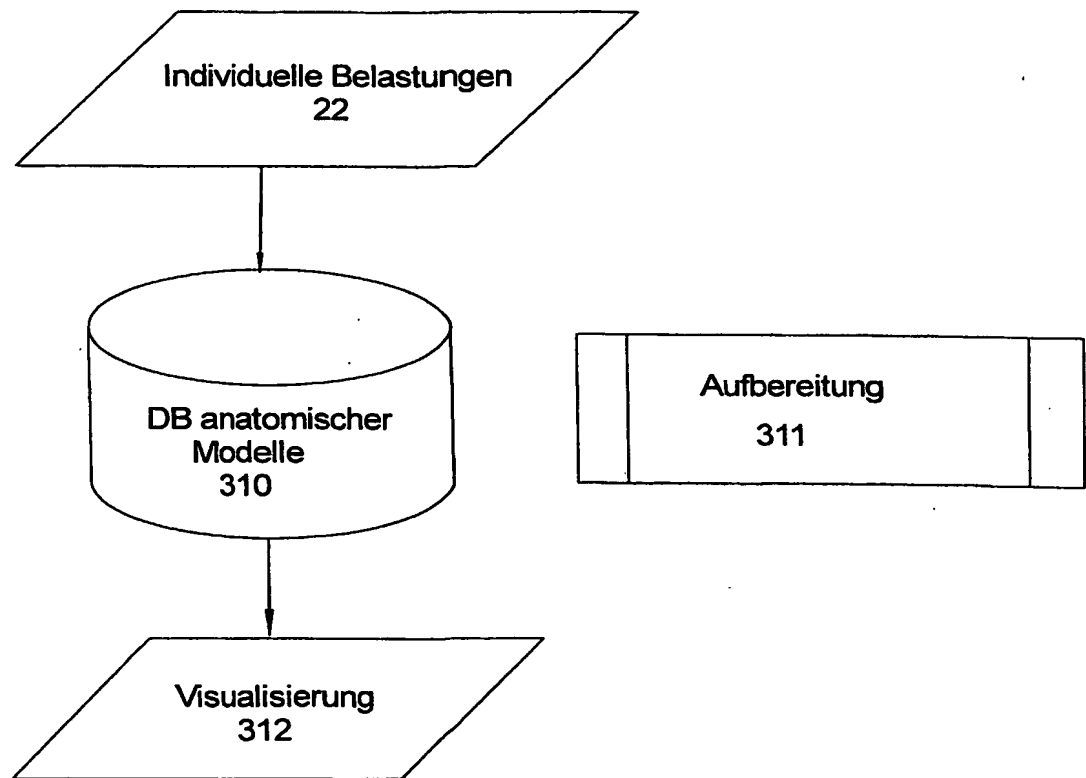 Individuelle Belastungen
22
DB anatomischer
Modelle
310
Aufbereitung
311
Visualisierung
312